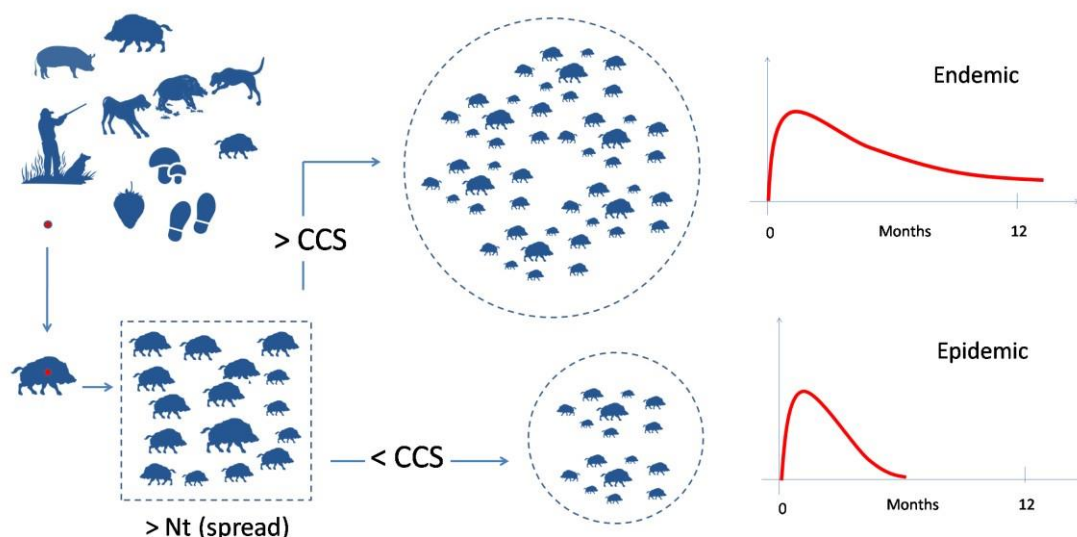 Endemic
0
Months
12
> CCS
Epidemic
< CCS
0
Months
12
> Nt (spread)